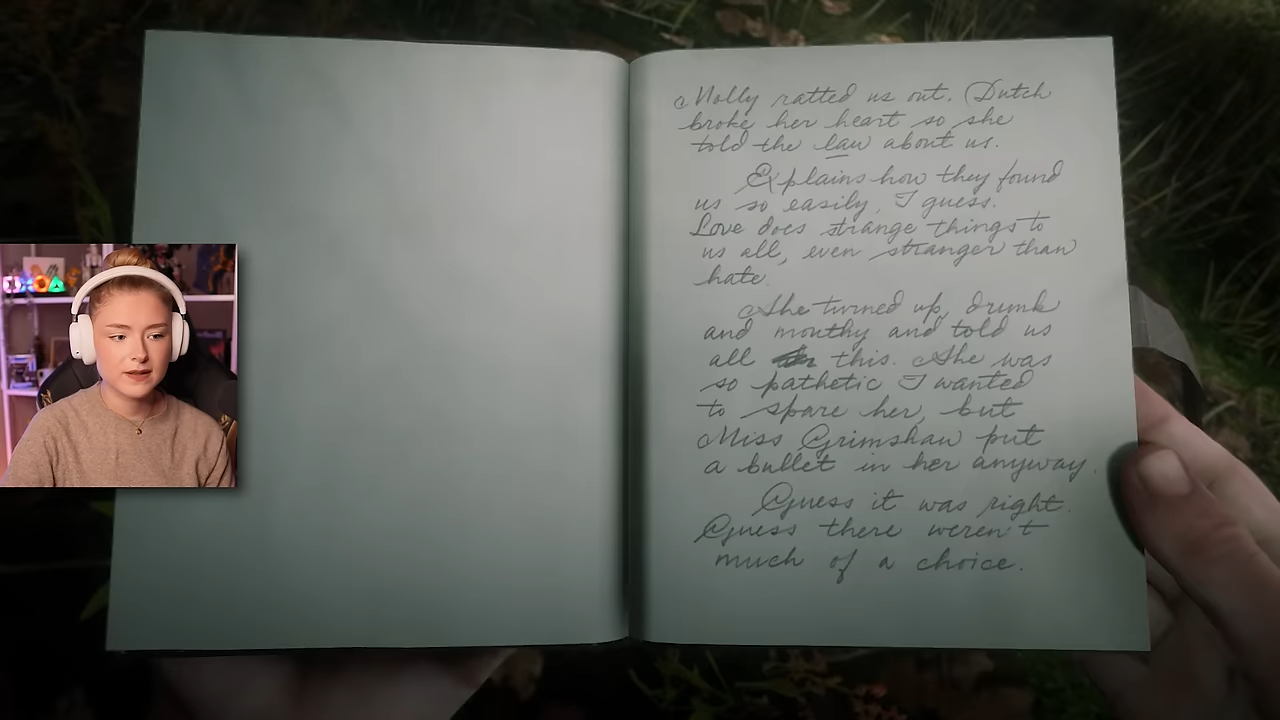 Molly ratted us out. Dutch
broke her heart so she
told the law about us.
Explains how they found
us so easily, I guess.
Love does strange things to
us all, even stranger than
hate.
She turned up, drunk
and mouthy and told us
all this. She was
so pathetic I wanted
to spare her, but
Miss Grimshaw put
a bullet in her anyway.
Guess it was right.
Guess there weren't
much of a choice.